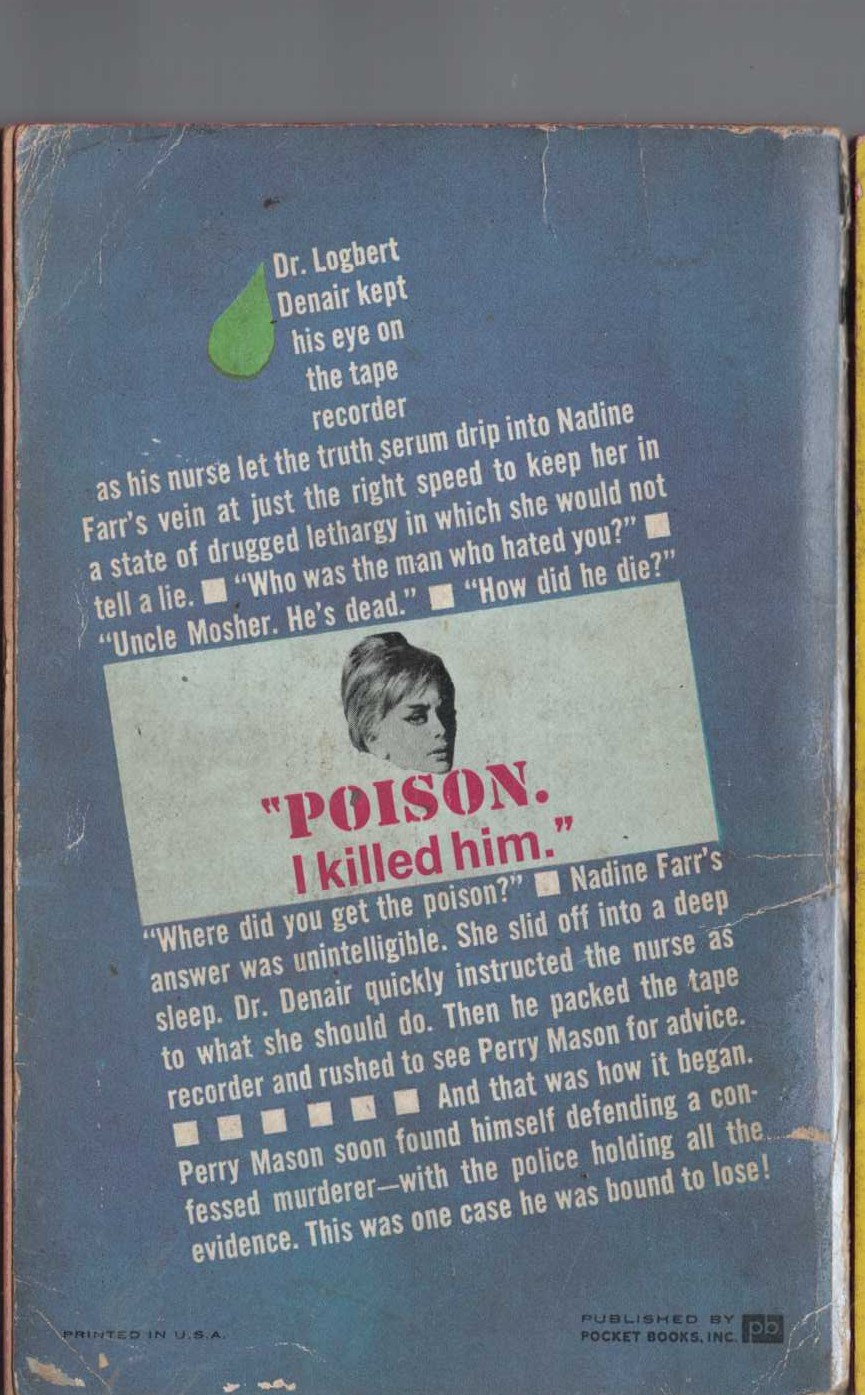 Dr. Logbert
Denair kept
his eye on
the tape
recorder
as his nurse let the truth serum drip into Nadine
Farr's vein at just the right speed to keep her in
a state of drugged lethargy in which she would not
tell a lie. ■ "Who was the man who hated you?" ■
"Uncle Mosher. He's dead." ■ "How did he die?"
"POISON.
I killed him."
"Where did you get the poison?" ■ Nadine Farr's
answer was unintelligible. She slid off into a deep
sleep. Dr. Denair quickly instructed the nurse as
to what she should do. Then he packed the tape
recorder and rushed to see Perry Mason for advice.
■ ■ ■ ■ ■ ■ And that was how it began.
Perry Mason soon found himself defending a con-
fessed murderer—with the police holding all the
evidence. This was one case he was bound to lose!
PRINTED IN U.S.A.
PUBLISHED BY
POCKET BOOKS, INC. pb